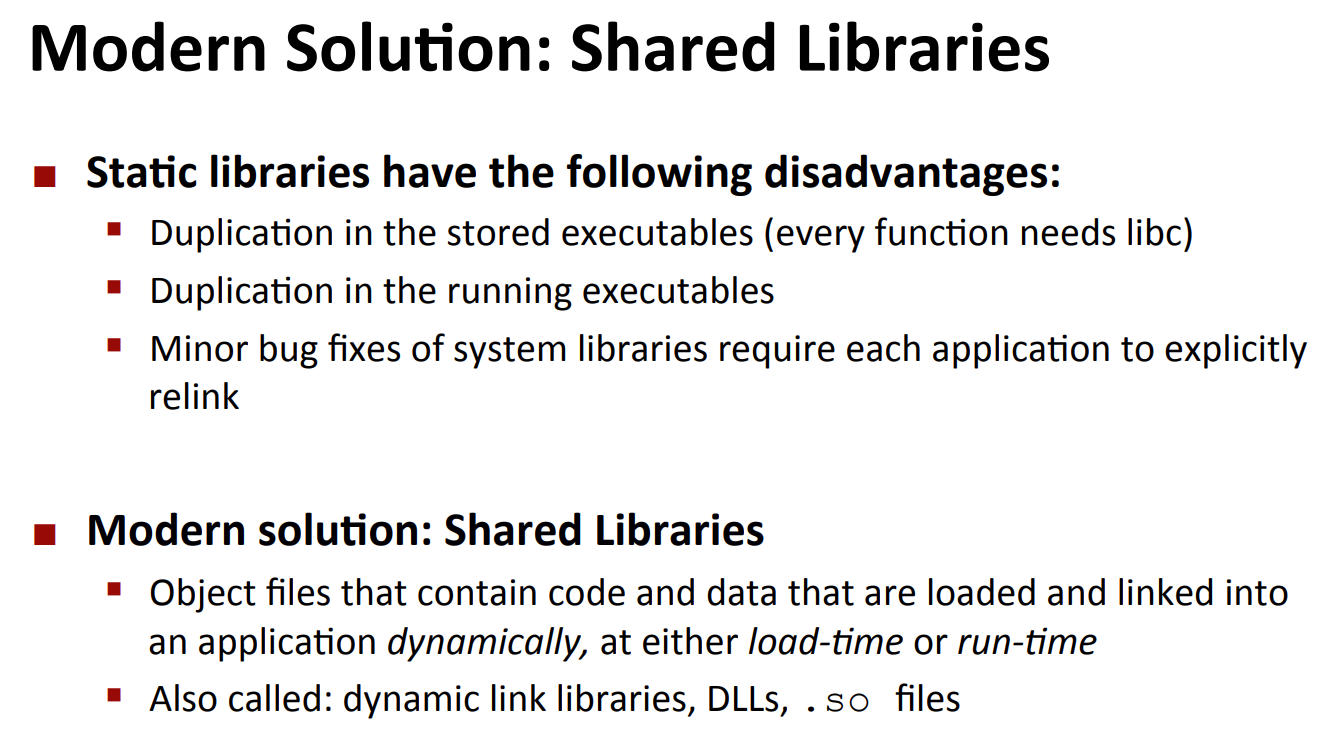 Modern Solution: Shared Libraries
Static libraries have the following disadvantages:
Duplication in the stored executables (every function needs libc)
Duplication in the running executables
Minor bug fixes of system libraries require each application to explicitly
relink
Modern solution: Shared Libraries
Object files that contain code and data that are loaded and linked into
an application dynamically, at either load-time or run-time
Also called: dynamic link libraries, DLLs, .so files